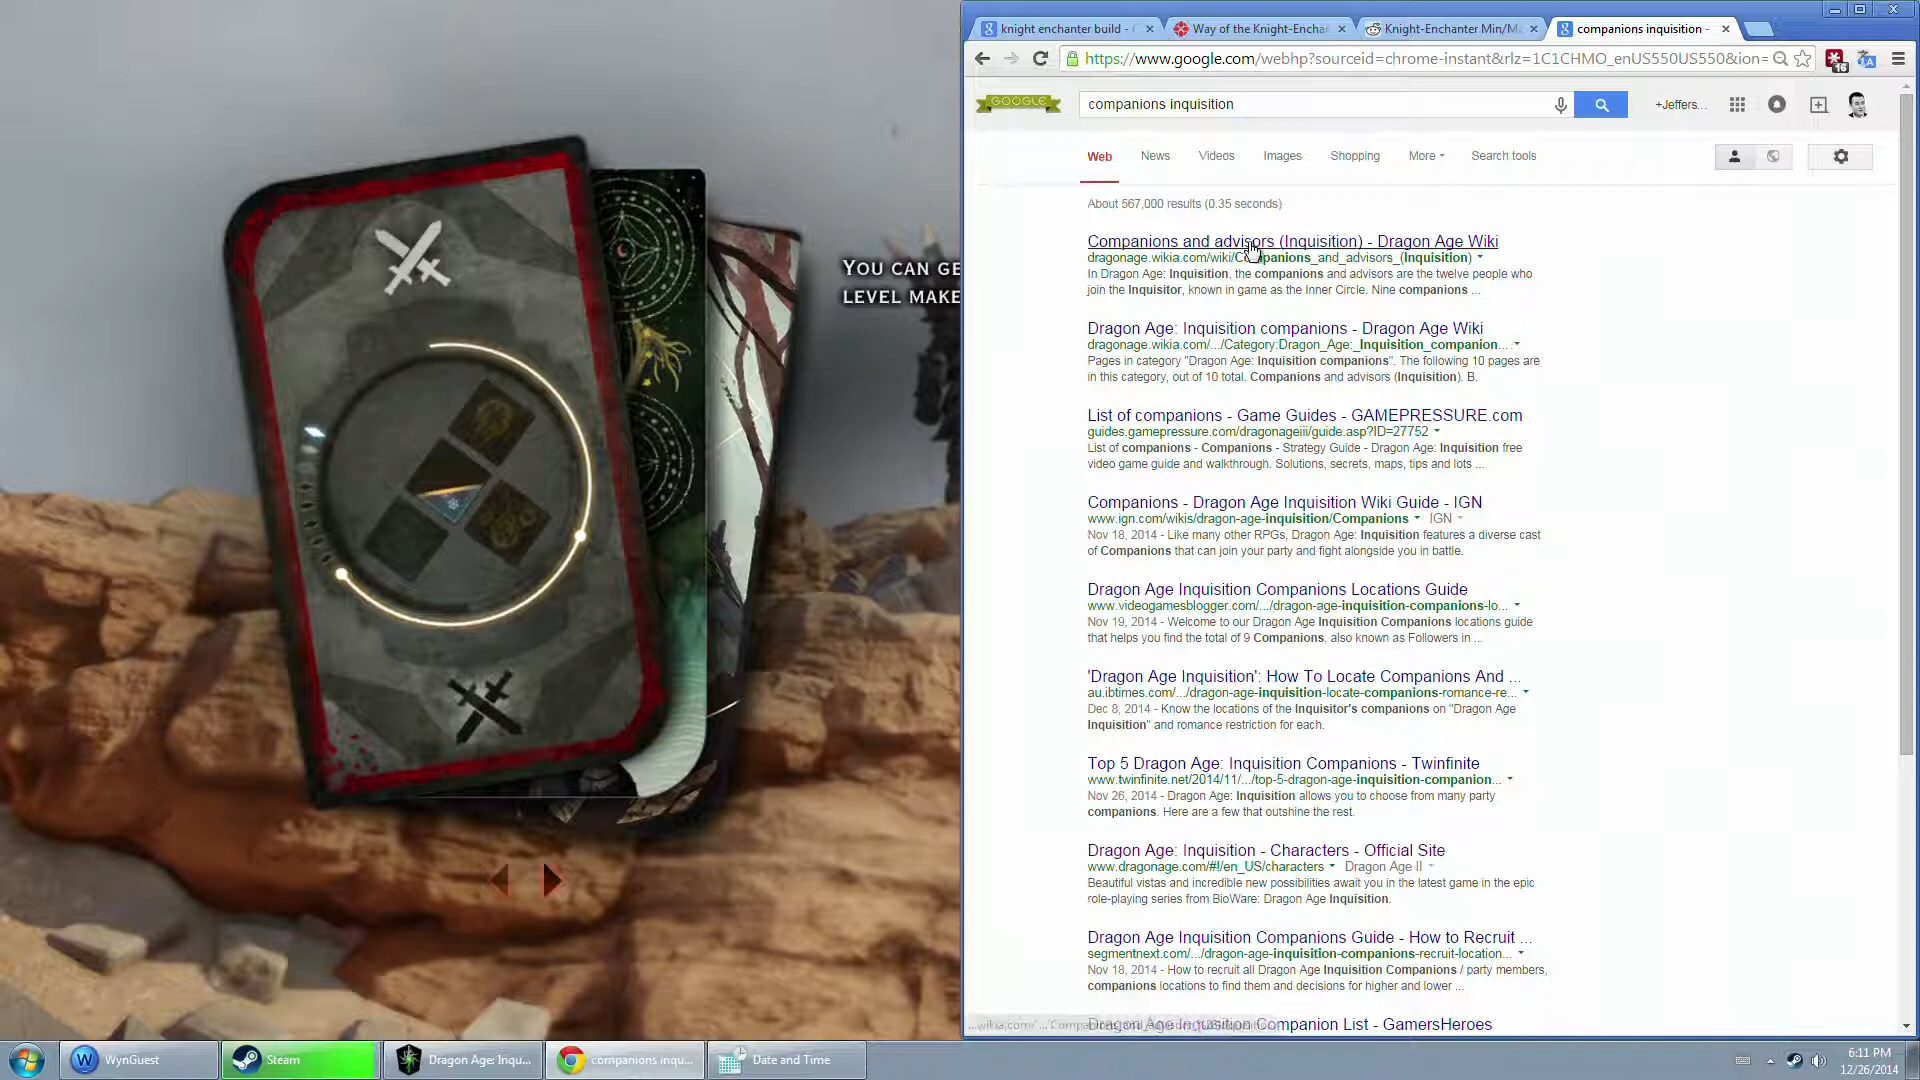 knight enchanter build -
Way of the Knight-Enchan
Knight-Enchanter Min/Ma
companions inquisition -
https://www.google.com/webhp?sourceid=chrome-instant&rlz=1C1CHMO_enUS550US550&ion=
16
GOOGLE
companions inquisition
+Jeffers...
Web News Videos Images Shopping More Search tools
About 567,000 results (0.35 seconds)
Companions and advisors (Inquisition) - Dragon Age Wiki
dragonage.wikia.com/wiki/Companions_and_advisors_(Inquisition)
In Dragon Age: Inquisition, the companions and advisors are the twelve people who
join the Inquisitor, known in game as the Inner Circle. Nine companions ...
YOU CAN GE
LEVEL MAKE
Dragon Age: Inquisition companions - Dragon Age Wiki
dragonage.wikia.com/.../Category:Dragon_Age:_Inquisition_companion...
Pages in category "Dragon Age: Inquisition companions". The following 10 pages are
in this category, out of 10 total. Companions and advisors (Inquisition). B.
List of companions - Game Guides - GAMEPRESSURE.com
guides.gamepressure.com/dragonageiii/guide.asp?ID=27752
List of companions - Companions - Strategy Guide - Dragon Age: Inquisition free
video game guide and walkthrough. Solutions, secrets, maps, tips and lots ...
Companions - Dragon Age Inquisition Wiki Guide - IGN
www.ign.com/wikis/dragon-age-inquisition/Companions IGN
Nov 18, 2014 - Like many other RPGs, Dragon Age: Inquisition features a diverse cast
of Companions that can join your party and fight alongside you in battle.
Dragon Age Inquisition Companions Locations Guide
www.videogamesblogger.com/.../dragon-age-inquisition-companions-lo...
Nov 19, 2014 - Welcome to our Dragon Age Inquisition Companions locations guide
that helps you find the total of 9 Companions, also known as Followers in ...
'Dragon Age Inquisition': How To Locate Companions And ...
au.ibtimes.com/.../dragon-age-inquisition-locate-companions-romance-re...
Dec 8, 2014 - Know the locations of the Inquisitor's companions on "Dragon Age
Inquisition" and romance restriction for each.
Top 5 Dragon Age: Inquisition Companions - Twinfinite
www.twinfinite.net/2014/11/.../top-5-dragon-age-inquisition-companion...
Nov 26, 2014 - Dragon Age: Inquisition allows you to choose from many party
companions. Here are a few that outshine the rest.
Dragon Age: Inquisition - Characters - Official Site
www.dragonage.com/#!/en_US/characters Dragon Age II
Beautiful vistas and incredible new possibilities await you in the latest game in the epic
role-playing series from BioWare: Dragon Age Inquisition.
Dragon Age Inquisition Companions Guide - How to Recruit ...
segmentnext.com/.../dragon-age-inquisition-companions-recruit-location...
Nov 18, 2014 - How to recruit all Dragon Age Inquisition Companions / party members,
companions locations to find them and decisions for higher and lower ...
Dragon Age Inquisition Companion List - GamersHeroes
WynGuest
Steam
Dragon Age: Inqu...
companions inqu...
Date and Time
6:11 PM
12/26/2014